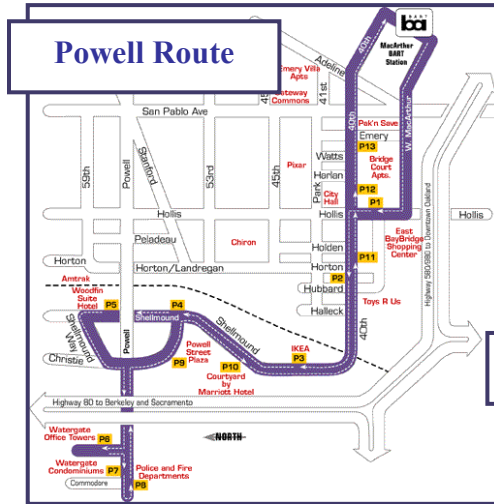 Powell Route
BART
ba
MacArther
BART
Station
40th
Adeline
Emery Villa
Apts
Gateway
Commons
45th
41st
San Pablo Ave
Pak'n Save
Emery
W. MacArthur
40th
Watts
P13
59th
Powell
Stanford
53rd
45th
Pixar
Harlan
Bridge
Court
Apts.
Park
City
Hall
P12
P1
Hollis
Hollis
Hollis
Peladeau
Chiron
Holden
P11
East
BayBridge
Shopping
Center
Highway 580/980 to Downtown Oakland
Horton
Horton/Landregan
Horton
P2
Hubbard
Amtrak
Woodfin
Suite
Hotel
P5
P4
Shellmound
Halleck
Toys R Us
Shellmound
Way
Powell
Shellmound
40th
IKEA
P3
Christie
P9
Powell
Street
Plaza
P10
Courtyard
by
Marriott Hotel
Highway 80 to Berkeley and Sacramento
NORTH
Watergate
Office Towers
P6
Watergate
Condominiums
P7
Police and Fire
Departments
Commodore
P8